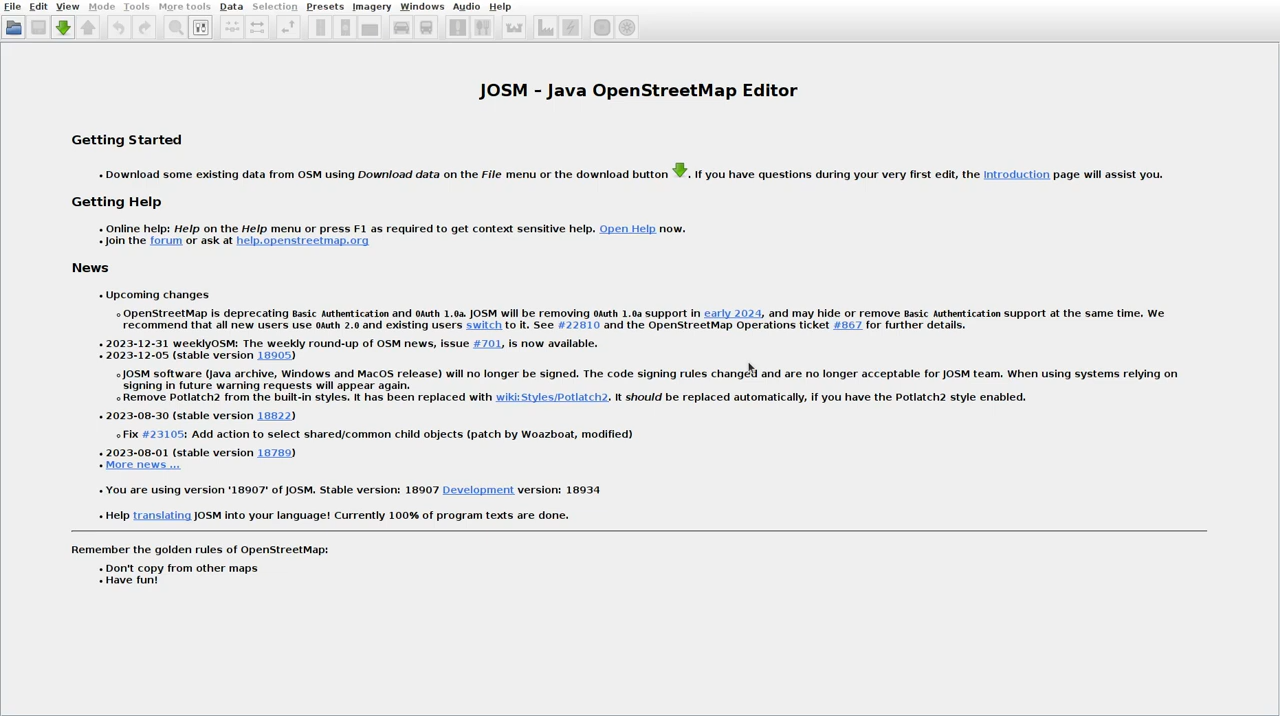 File Edit View Mode Tools More tools Data Selection Presets Imagery Windows Audio Help
JOSM – Java OpenStreetMap Editor
Getting Started
Download some existing data from OSM using Download data on the File menu or the download button . If you have questions during your very first edit, the Introduction page will assist you.
Getting Help
Online help: Help on the Help menu or press F1 as required to get context sensitive help. Open Help now.
Join the forum or ask at help.openstreetmap.org
News
Upcoming changes
OpenStreetMap is deprecating Basic Authentication and OAuth 1.0a. JOSM will be removing OAuth 1.0a support in early 2024, and may hide or remove Basic Authentication support at the same time. We
recommend that all new users use OAuth 2.0 and existing users switch to it. See #22810 and the OpenStreetMap Operations ticket #867 for further details.
2023-12-31 weeklyOSM: The weekly round-up of OSM news, issue #701, is now available.
2023-12-05 (stable version 18905)
JOSM software (Java archive, Windows and MacOS release) will no longer be signed. The code signing rules changed and are no longer acceptable for JOSM team. When using systems relying on
signing in future warning requests will appear again.
Remove Potlatch2 from the built-in styles. It has been replaced with wiki:Styles/Potlatch2. It should be replaced automatically, if you have the Potlatch2 style enabled.
2023-08-30 (stable version 18822)
Fix #23105: Add action to select shared/common child objects (patch by Woazboat, modified)
2023-08-01 (stable version 18789)
More news ...
You are using version '18907' of JOSM. Stable version: 18907 Development version: 18934
Help translating JOSM into your language! Currently 100% of program texts are done.
Remember the golden rules of OpenStreetMap:
Don't copy from other maps
Have fun!